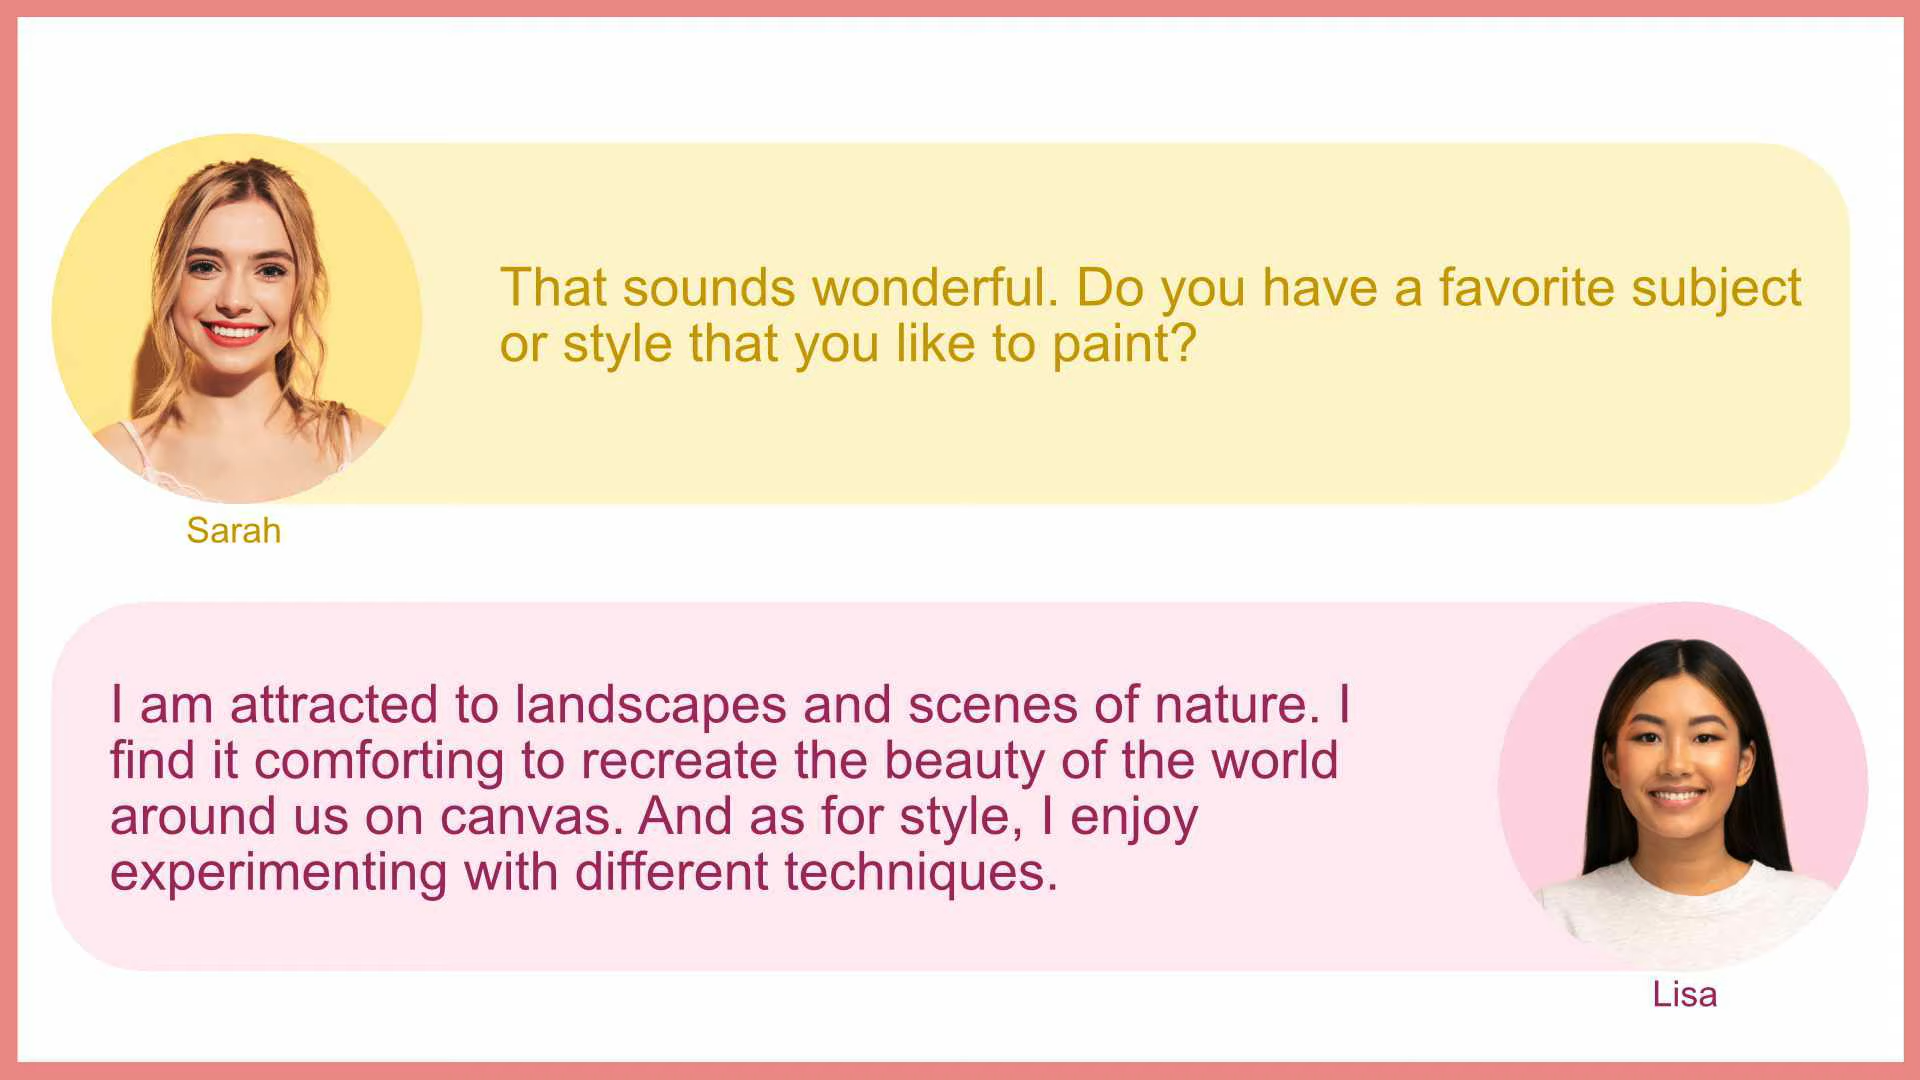 That sounds wonderful. Do you have a favorite subject
or style that you like to paint?
Sarah
I am attracted to landscapes and scenes of nature. I
find it comforting to recreate the beauty of the world
around us on canvas. And as for style, I enjoy
experimenting with different techniques.
Lisa